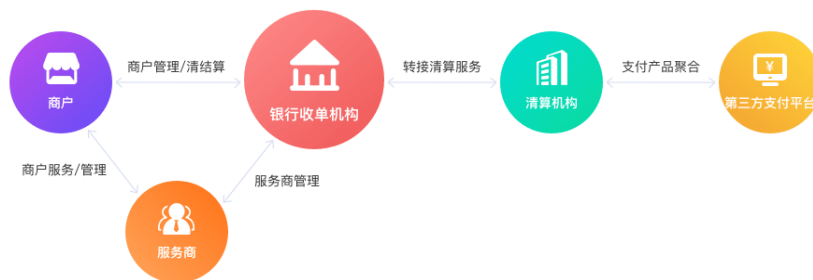 商户
商户管理/清结算
银行收单机构
转接清算服务
清算机构
支付产品聚合
¥
第三方支付平台
商户服务/管理
服务商管理
服务商